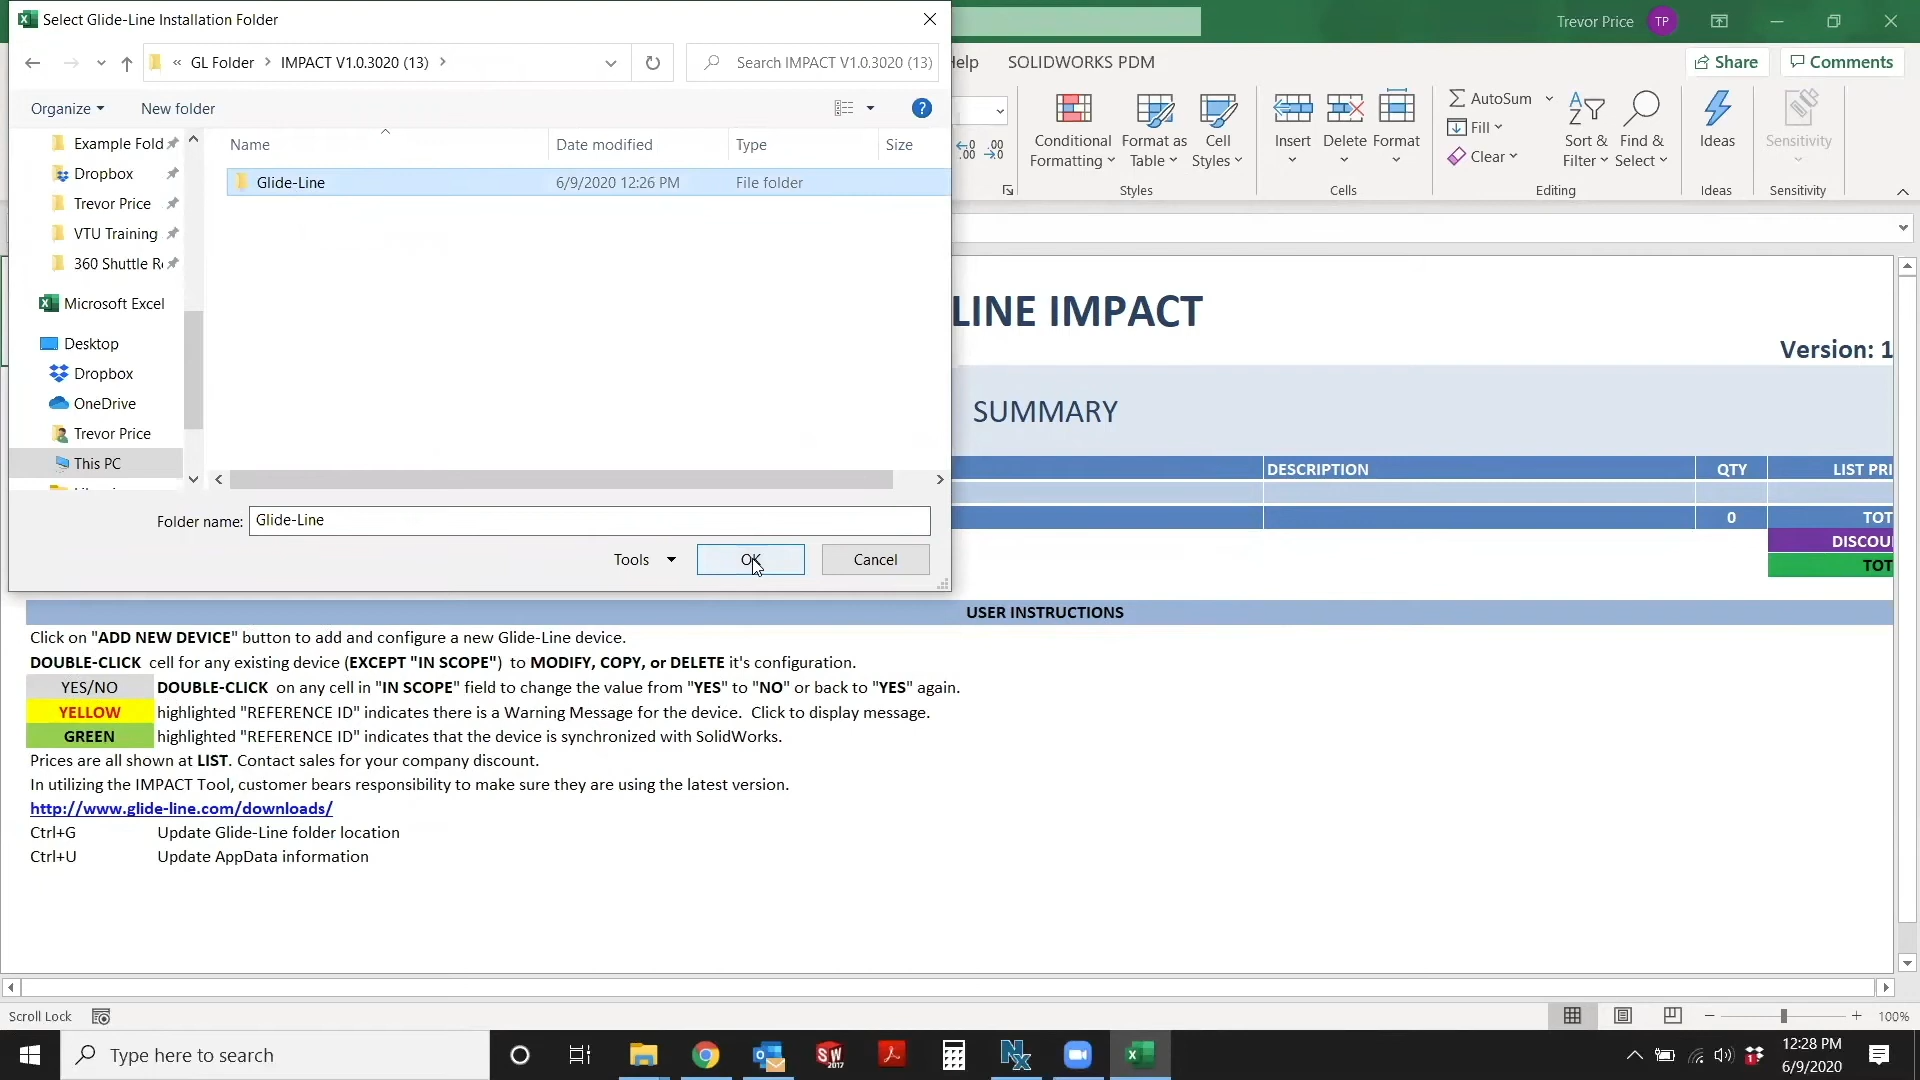 Select Glide-Line Installation Folder
Trevor Price TP
« GL Folder > IMPACT V1.0.3020 (13) >
Search IMPACT V1.0.3020 (13)
elp
SOLIDWORKS PDM
Share
Comments
Organize
New folder
Name
Date modified
Type
Size
Glide-Line
6/9/2020 12:26 PM
File folder
Example Fold
Dropbox
Trevor Price
VTU Training
360 Shuttle R
Microsoft Excel
Desktop
Dropbox
OneDrive
Trevor Price
This PC
Folder name: Glide-Line
Tools
OK
Cancel
Conditional Formatting
Format as Table
Cell Styles
Insert
Delete
Format
AutoSum
Fill
Clear
Sort & Filter
Find & Select
Ideas
Sensitivity
Styles
Cells
Editing
Ideas
Sensitivity
LINE IMPACT
Version: 1
SUMMARY
DESCRIPTION
QTY
LIST PRI
0
TOT
DISCOU
TOT
USER INSTRUCTIONS
Click on "ADD NEW DEVICE" button to add and configure a new Glide-Line device.
DOUBLE-CLICK cell for any existing device (EXCEPT "IN SCOPE") to MODIFY, COPY, or DELETE it's configuration.
YES/NO DOUBLE-CLICK on any cell in "IN SCOPE" field to change the value from "YES" to "NO" or back to "YES" again.
YELLOW highlighted "REFERENCE ID" indicates there is a Warning Message for the device. Click to display message.
GREEN highlighted "REFERENCE ID" indicates that the device is synchronized with SolidWorks.
Prices are all shown at LIST. Contact sales for your company discount.
In utilizing the IMPACT Tool, customer bears responsibility to make sure they are using the latest version.
http://www.glide-line.com/downloads/
Ctrl+G Update Glide-Line folder location
Ctrl+U Update AppData information
Scroll Lock
100%
Type here to search
SW 2017
12:28 PM
6/9/2020